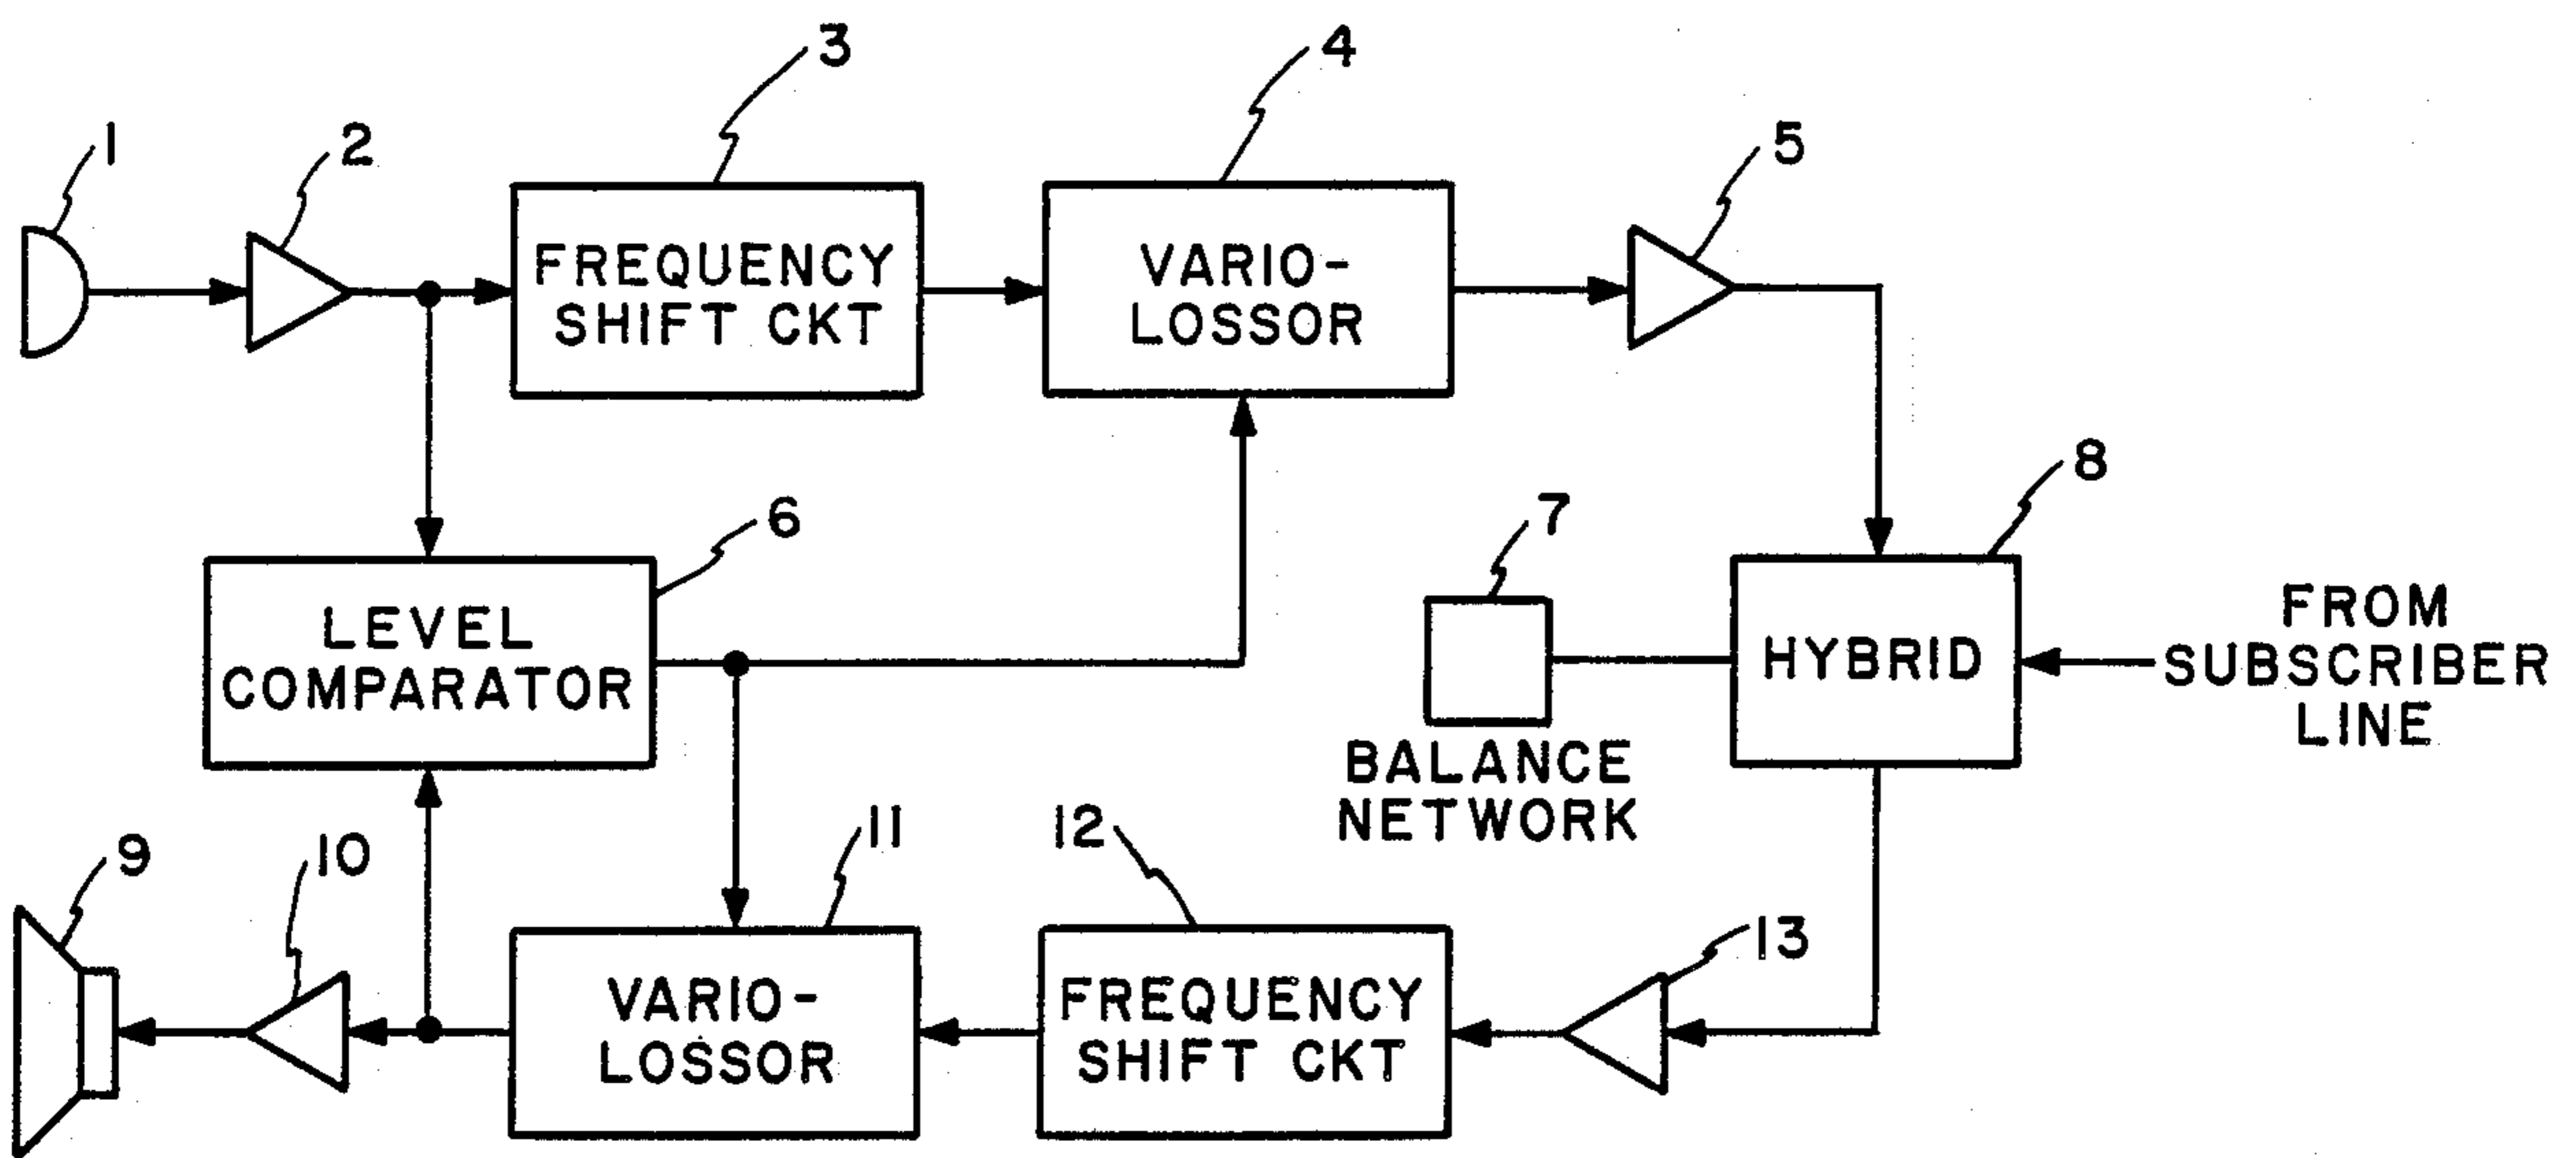 3
4
1
2
5
FREQUENCY
SHIFT CKT
VARIO-
LOSSOR
6
7
8
LEVEL
COMPARATOR
HYBRID
FROM
SUBSCRIBER
LINE
BALANCE
NETWORK
9
10
11
12
13
VARIO-
LOSSOR
FREQUENCY
SHIFT CKT